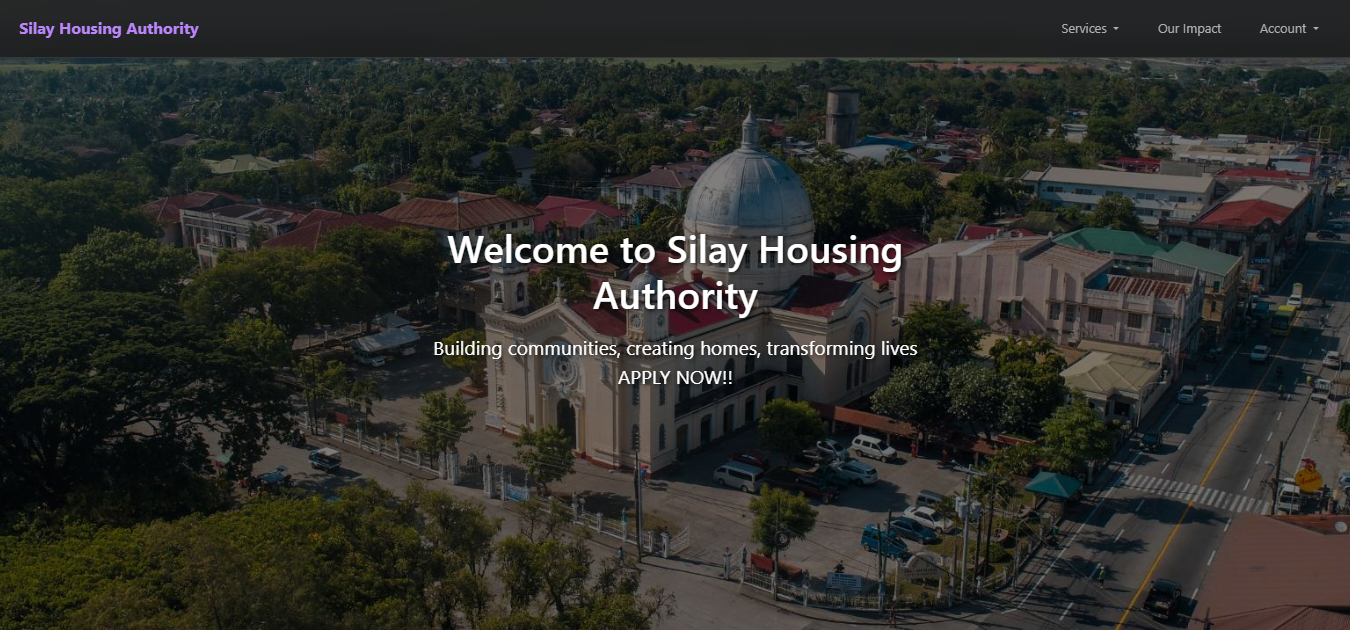 Silay Housing Authority
Services
Our Impact
Account
Welcome to Silay Housing
Authority
Building communities, creating homes, transforming lives
APPLY NOW!!